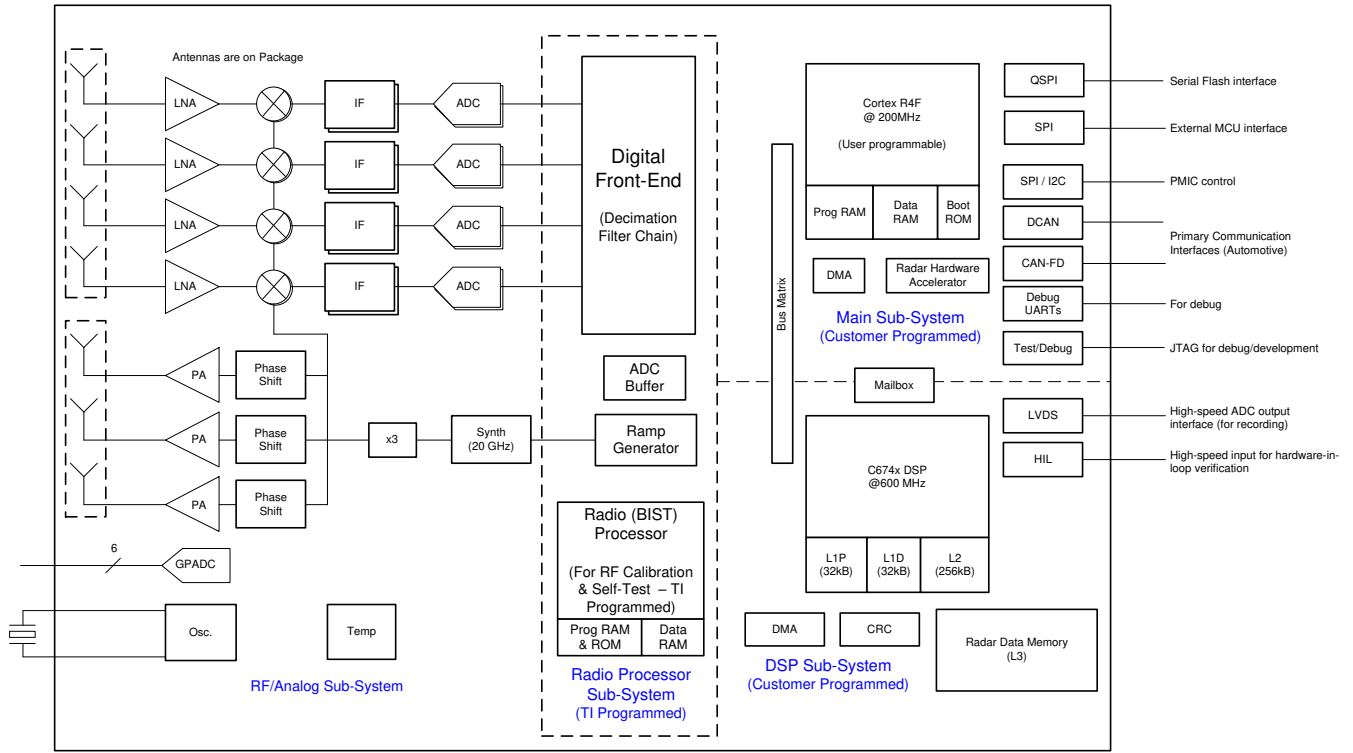 Antennas are on Package
LNA
IF
ADC
LNA
IF
ADC
LNA
IF
ADC
LNA
IF
ADC
PA
Phase
Shift
PA
Phase
Shift
PA
Phase
Shift
x3
Synth
(20 GHz)
6
GPADC
Osc.
Temp
RF/Analog Sub-System
Digital
Front-End
(Decimation
Filter Chain)
ADC
Buffer
Ramp
Generator
Radio (BIST)
Processor
(For RF Calibration
& Self-Test – TI
Programmed)
Prog RAM
& ROM
Data
RAM
Radio Processor
Sub-System
(TI Programmed)
Bus Matrix
Cortex R4F
@ 200MHz
(User programmable)
Prog RAM
Data
RAM
Boot
ROM
DMA
Radar Hardware
Accelerator
Main Sub-System
(Customer Programmed)
Mailbox
C674x DSP
@600 MHz
L1P
(32kB)
L1D
(32kB)
L2
(256kB)
DMA
CRC
DSP Sub-System
(Customer Programmed)
Radar Data Memory
(L3)
QSPI
Serial Flash interface
SPI
External MCU interface
SPI / I2C
PMIC control
DCAN
CAN-FD
Primary Communication
Interfaces (Automotive)
Debug
UARTs
For debug
Test/Debug
JTAG for debug/development
LVDS
High-speed ADC output
interface (for recording)
HIL
High-speed input for hardware-in-
loop verification